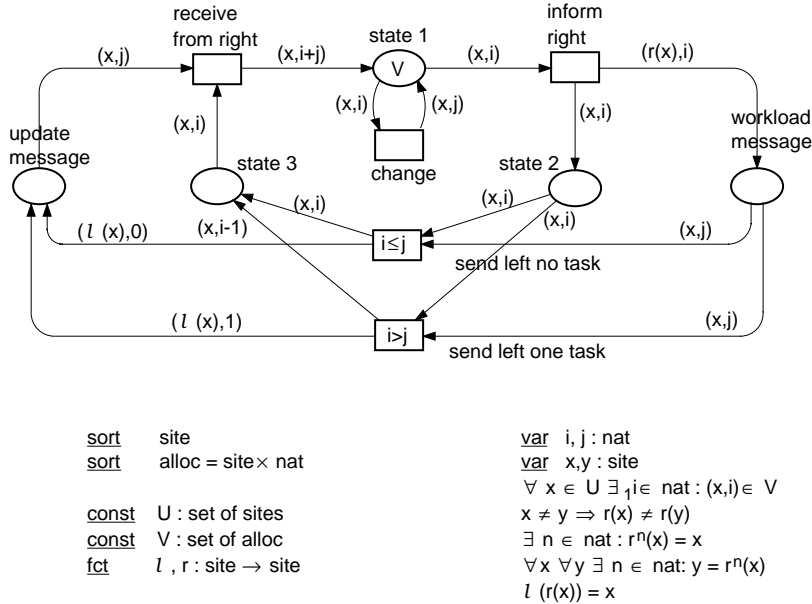 receive
from right
state 1
inform
right
(x,j)
(x,i+j)
V
(x,i)
(r(x),i)
(x,i)
(x,i)
(x,j)
(x,i)
update
message
workload
message
state 3
change
state 2
(x,i)
(x,i)
(x,i)
(l (x),0)
(x,i-1)
i≤j
(x,j)
send left no task
(l (x),1)
(x,j)
i>j
send left one task
sort site
sort alloc = site× nat
const U : set of sites
const V : set of alloc
fct l , r : site → site
var i, j : nat
var x,y : site
∀ x ∈ U ∃ ₁i∈ nat : (x,i)∈ V
x ≠ y ⇒ r(x) ≠ r(y)
∃ n ∈ nat : rⁿ(x) = x
∀x ∀y ∃ n ∈ nat: y = rⁿ(x)
l (r(x)) = x